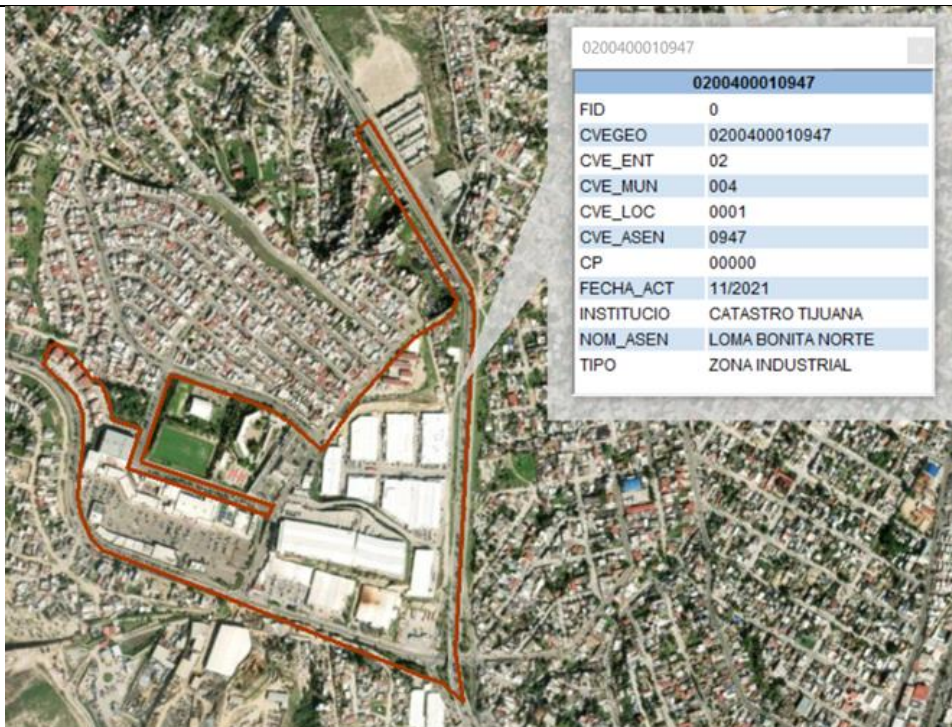 0200400010947
0200400010947
FID 0
CVEGEO 0200400010947
CVE_ENT 02
CVE_MUN 004
CVE_LOC 0001
CVE_ASEN 0947
CP 00000
FECHA_ACT 11/2021
INSTITUCIO CATASTRO TIJUANA
NOM_ASEN LOMA BONITA NORTE
TIPO ZONA INDUSTRIAL